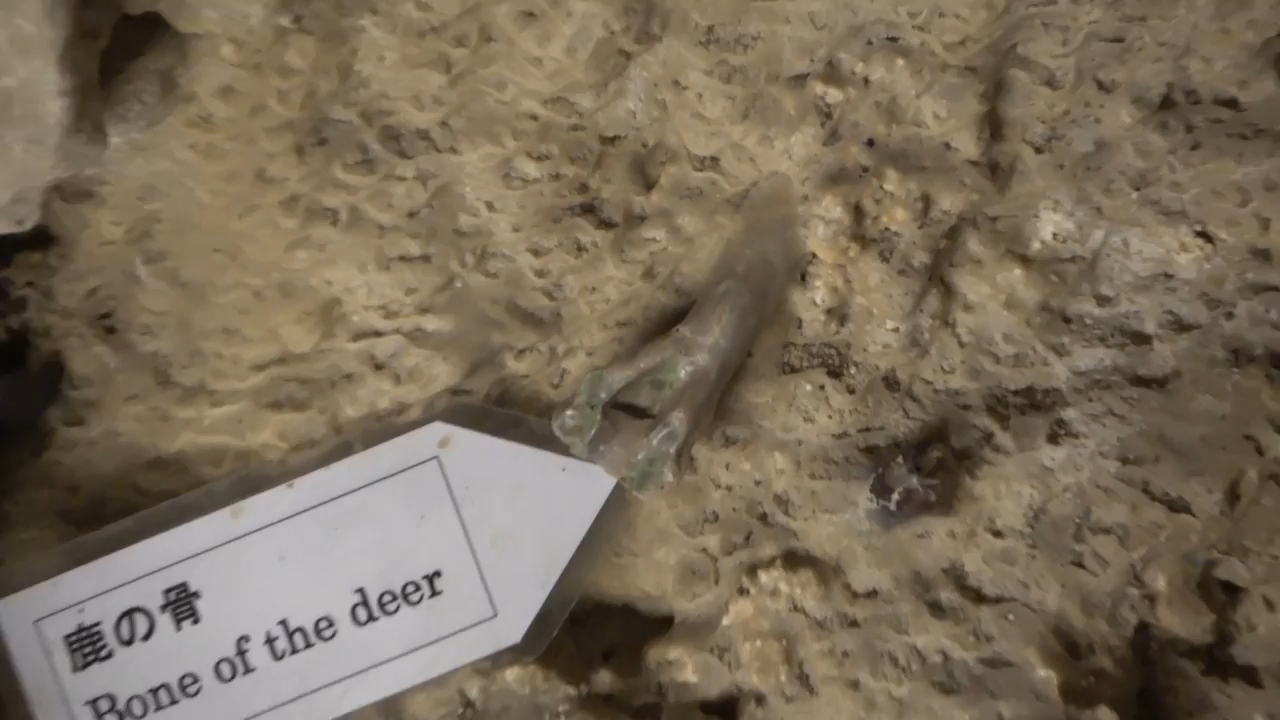 鹿の骨
Bone of the deer